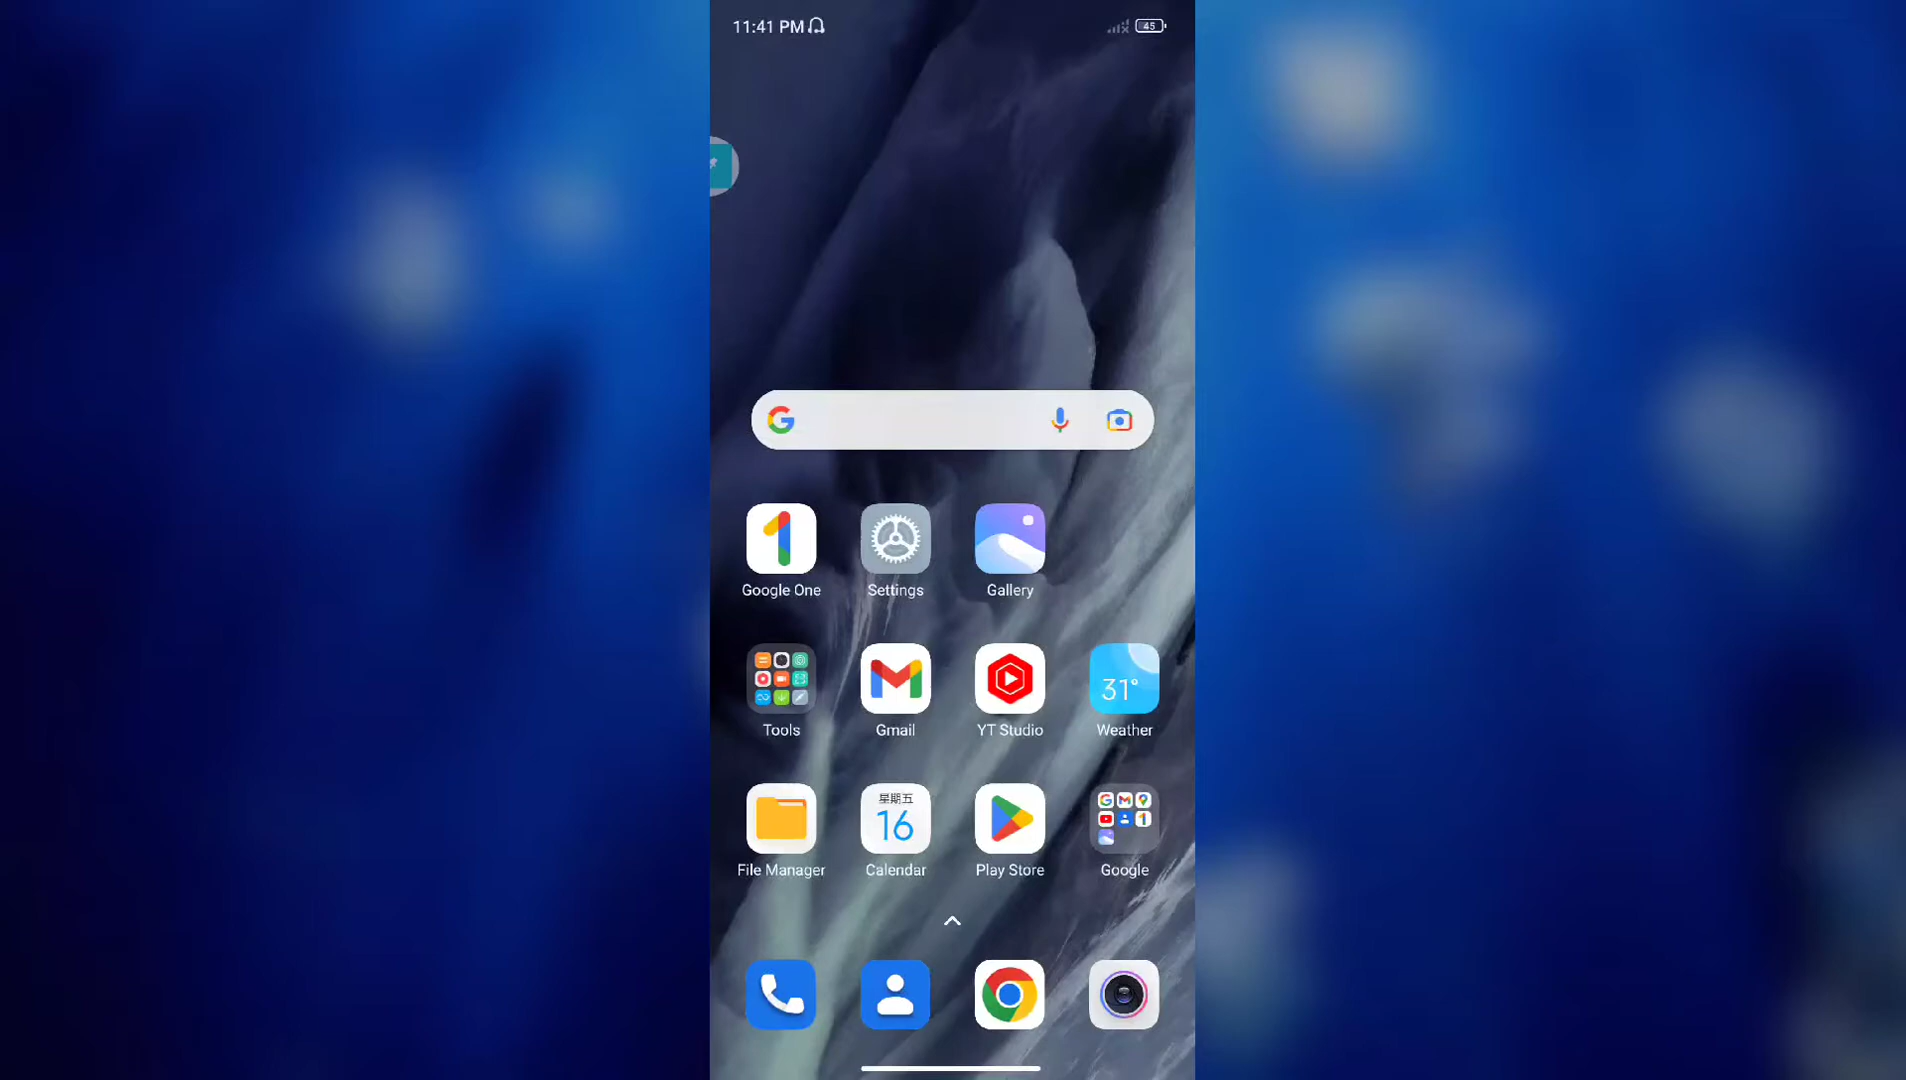 11:41 PM
45
Google One
Settings
Gallery
31°
Tools
Gmail
YT Studio
Weather
星期五
16
File Manager
Calendar
Play Store
Google